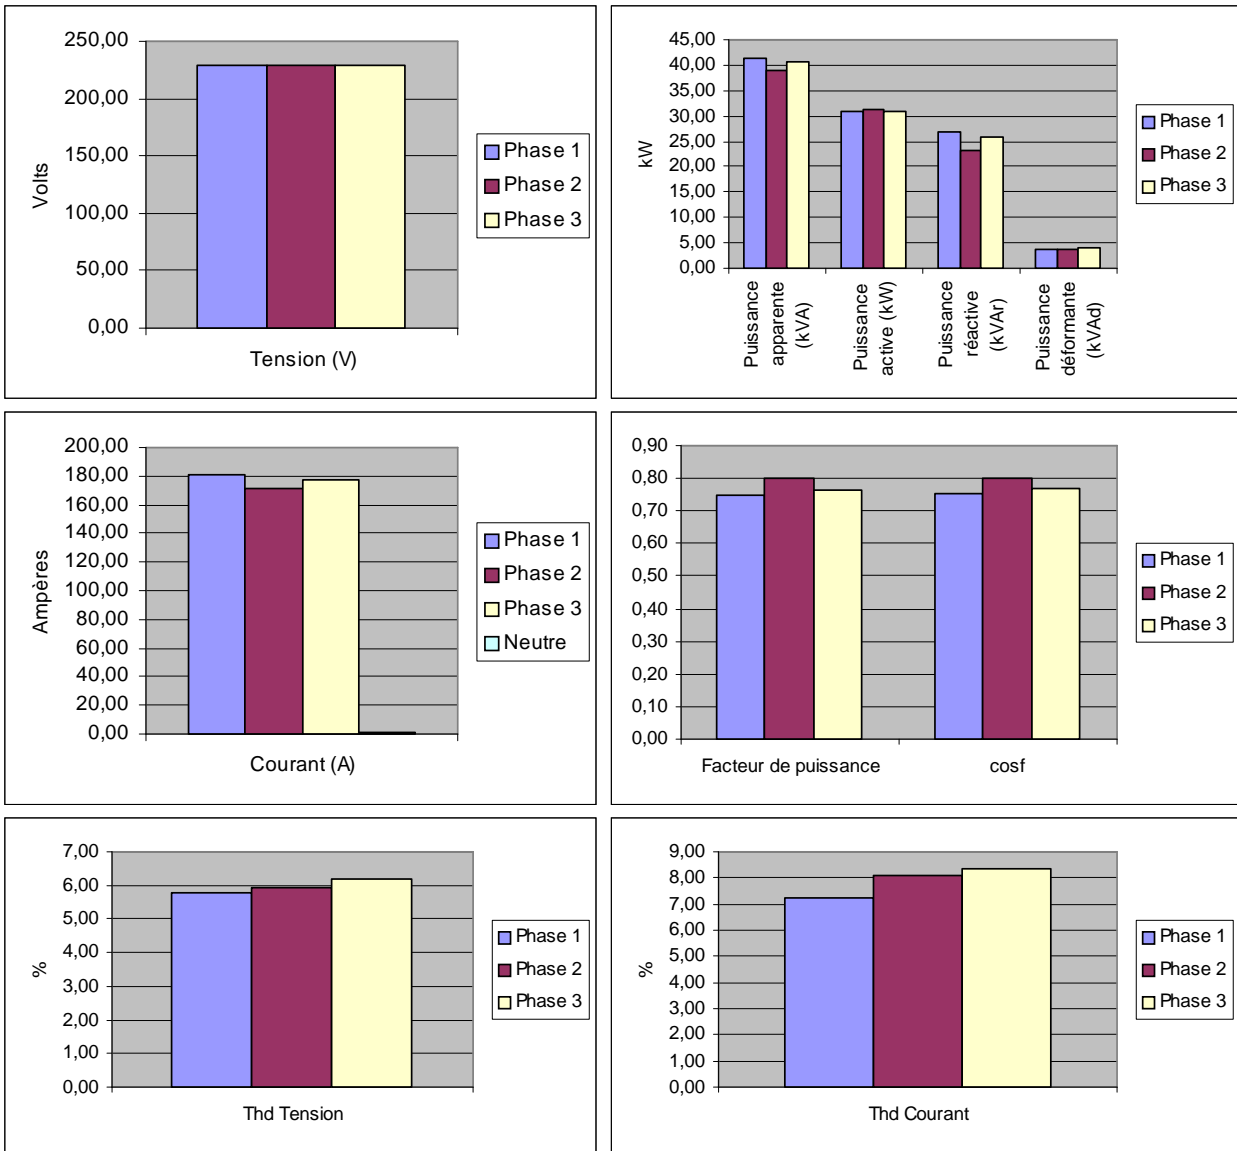 250,00
200,00
150,00
100,00
50,00
0,00
Volts
Tension (V)
Phase 1
Phase 2
Phase 3
45,00
40,00
35,00
30,00
25,00
20,00
15,00
10,00
5,00
0,00
kW
Puissance
apparente
(kVA)
Puissance
active (kW)
Puissance
réactive
(kVAr)
Puissance
déformante
(kVAd)
Phase 1
Phase 2
Phase 3
200,00
180,00
160,00
140,00
120,00
100,00
80,00
60,00
40,00
20,00
0,00
Ampères
Courant (A)
Phase 1
Phase 2
Phase 3
Neutre
0,90
0,80
0,70
0,60
0,50
0,40
0,30
0,20
0,10
0,00
Facteur de puissance
cosf
Phase 1
Phase 2
Phase 3
7,00
6,00
5,00
4,00
3,00
2,00
1,00
0,00
%
Thd Tension
Phase 1
Phase 2
Phase 3
9,00
8,00
7,00
6,00
5,00
4,00
3,00
2,00
1,00
0,00
%
Thd Courant
Phase 1
Phase 2
Phase 3